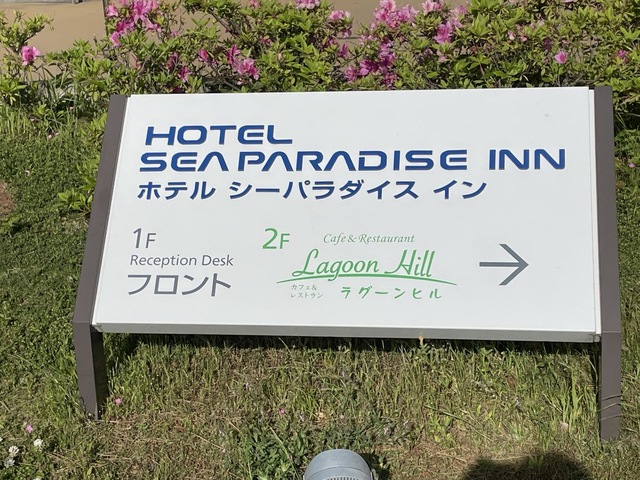 HOTEL
SEA PARADISE INN
ホテル シーパラダイス イン
1F
Reception Desk
フロント
2F
Cafe & Restaurant
Lagoon Hill
カフェ&
レストラン
ラグーンヒル
→